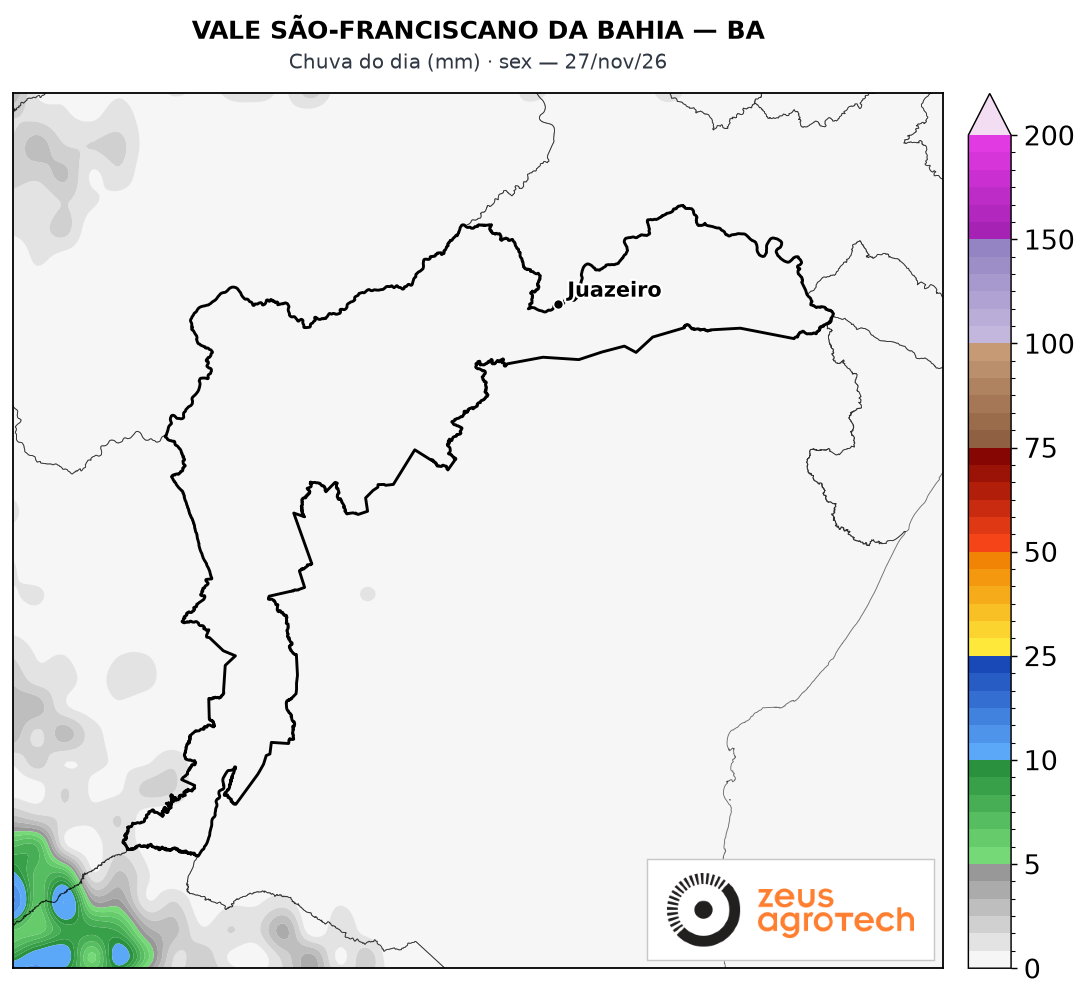 VALE SÃO-FRANCISCANO DA BAHIA — BA
Chuva do dia (mm) · sex — 27/nov/26
Juazeiro
200
150
100
75
50
25
10
5
0
zeus
agrotech